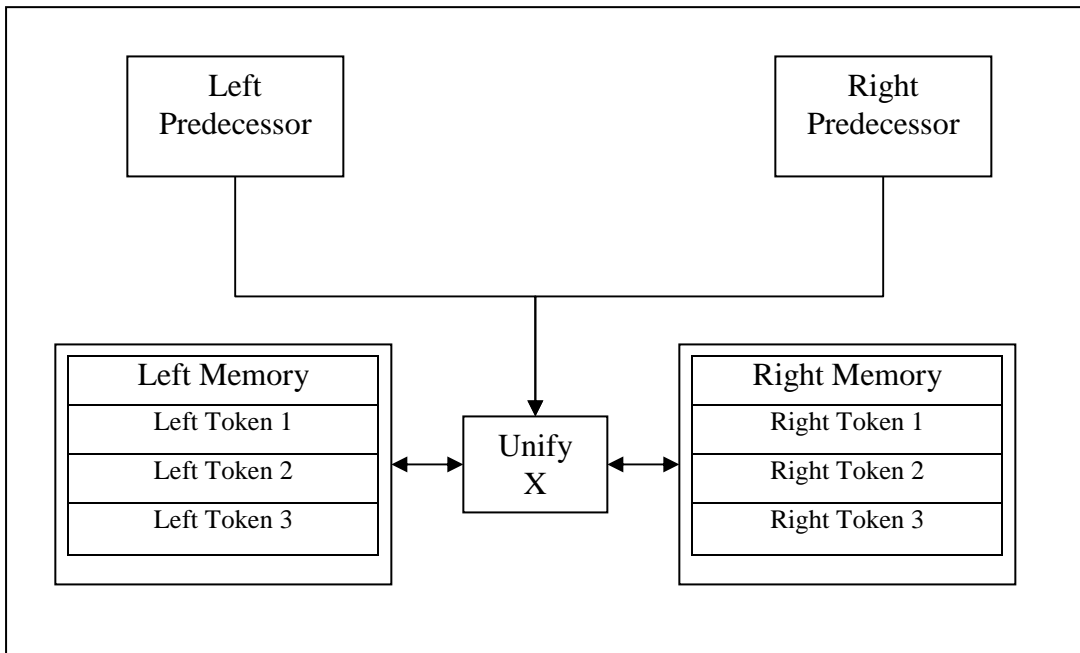 Left
Predecessor
Right
Predecessor
Left Memory
Left Token 1
Left Token 2
Left Token 3
Unify
X
Right Memory
Right Token 1
Right Token 2
Right Token 3